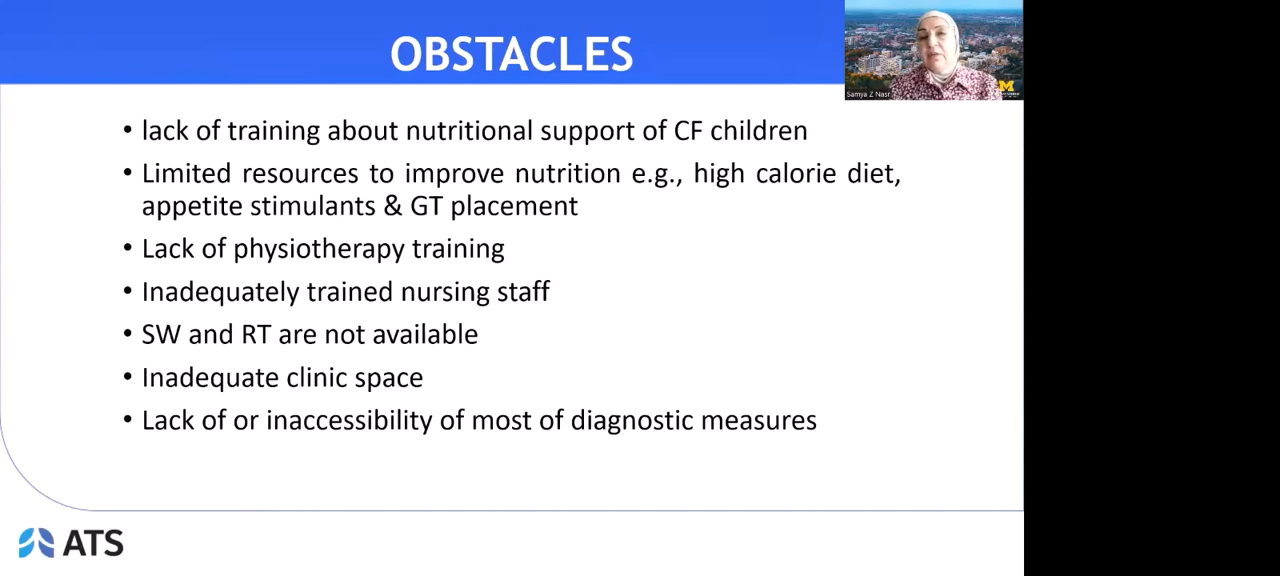 OBSTACLES
Samya Z Nasr
M
• lack of training about nutritional support of CF children
• Limited resources to improve nutrition e.g., high calorie diet,
appetite stimulants & GT placement
• Lack of physiotherapy training
• Inadequately trained nursing staff
• SW and RT are not available
• Inadequate clinic space
• Lack of or inaccessibility of most of diagnostic measures
ATS